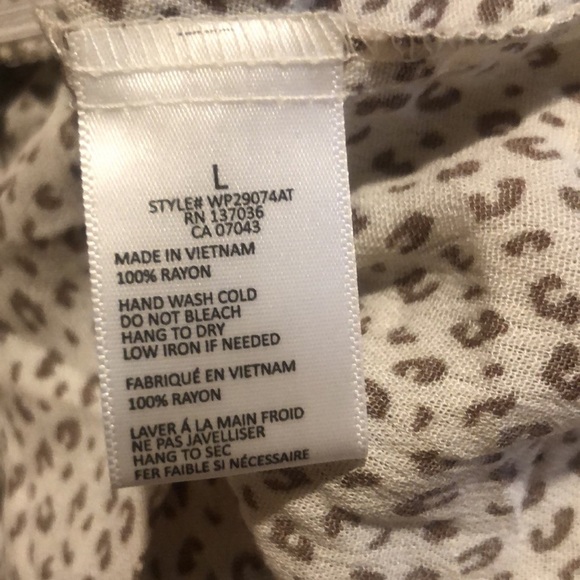 L
STYLE# WP29074AT
RN 137036
CA 07043
MADE IN VIETNAM
100% RAYON
HAND WASH COLD
DO NOT BLEACH
HANG TO DRY
LOW IRON IF NEEDED
FABRIQUÉ EN VIETNAM
100% RAYON
LAVER Á LA MAIN FROID
NE PAS JAVELLISER
HANG TO SEC
FER FAIBLE SI NÉCESSAIRE